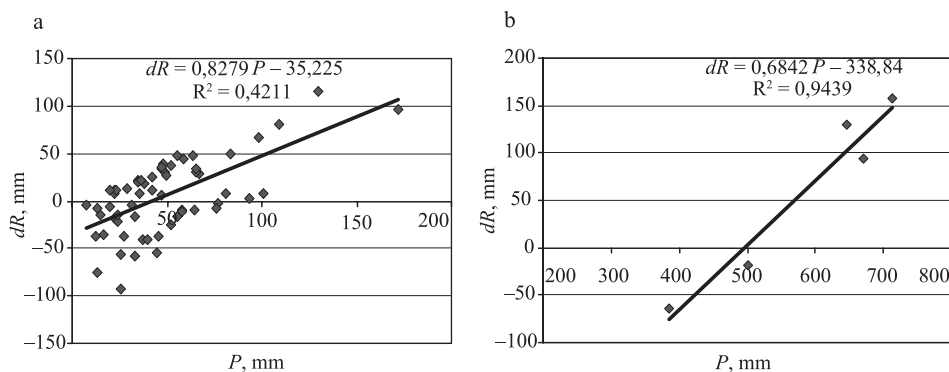 a
150
dR = 0,8279 P – 35,225
R² = 0,4211
100
50
0
50 100 150 200
–50
–100
–150
dR, mm
P, mm
b
200
dR = 0,6842 P – 338,84
R² = 0,9439
150
100
50
0
200 300 400 500 600 700 800
–50
–100
dR, mm
P, mm